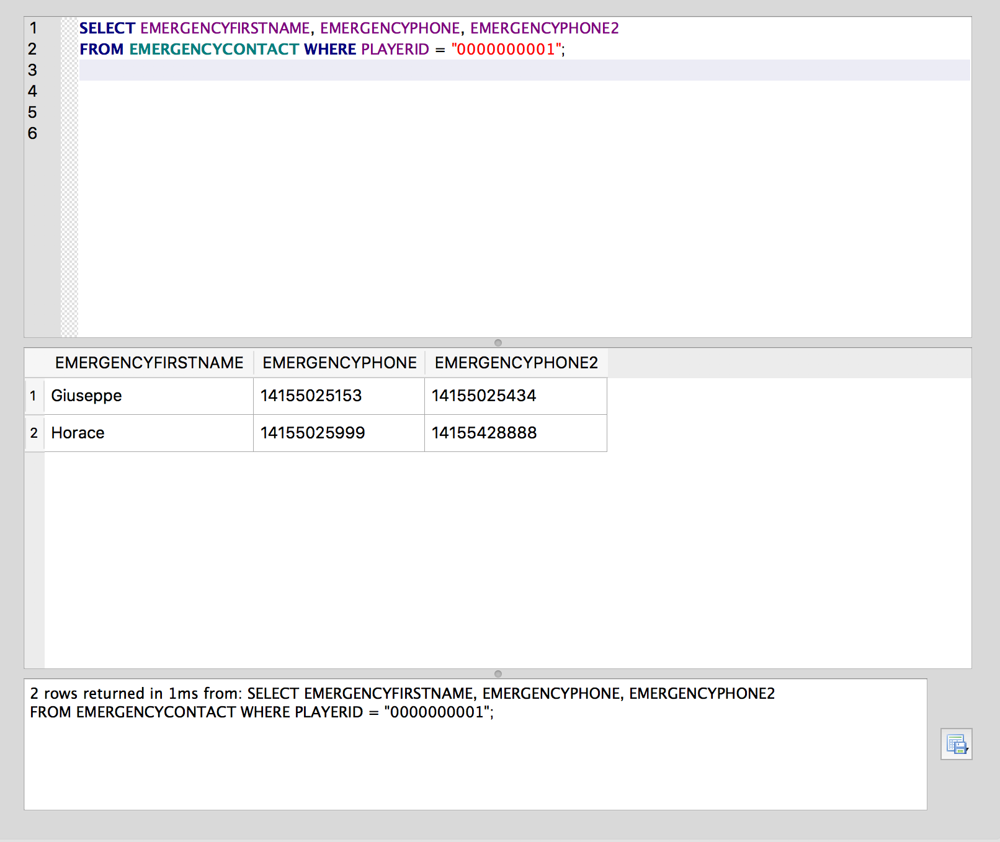 1 SELECT EMERGENCYFIRSTNAME, EMERGENCYPHONE, EMERGENCYPHONE2
2 FROM EMERGENCYCONTACT WHERE PLAYERID = "0000000001";
3
4
5
6
EMERGENCYFIRSTNAME EMERGENCYPHONE EMERGENCYPHONE2
1 Giuseppe 14155025153 14155025434
2 Horace 14155025999 14155428888
2 rows returned in 1ms from: SELECT EMERGENCYFIRSTNAME, EMERGENCYPHONE, EMERGENCYPHONE2
FROM EMERGENCYCONTACT WHERE PLAYERID = "0000000001";